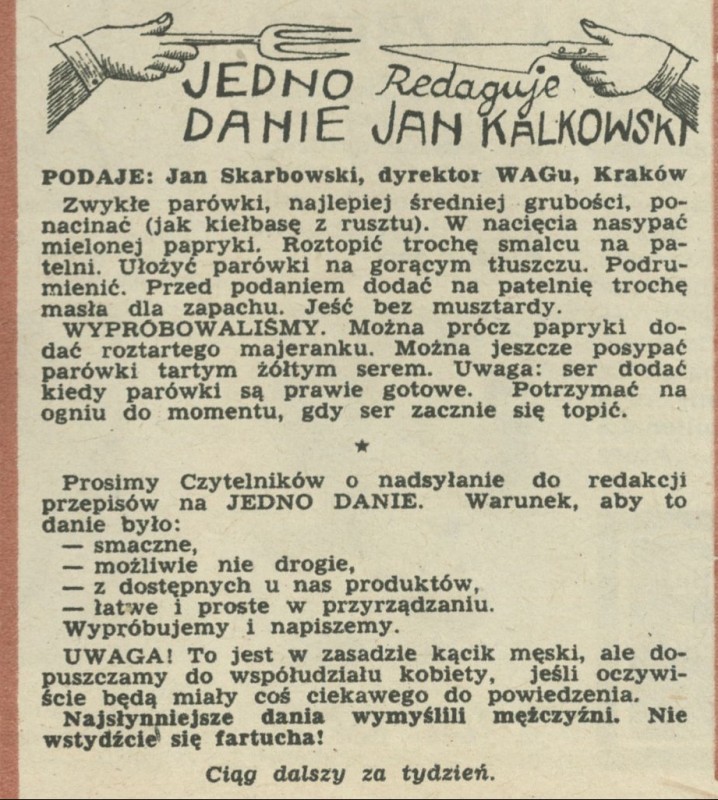 JEDNO Redaguje
DANIE JAN KALKOWSKI
PODAJE: Jan Skarbowski, dyrektor WAGu, Kraków
Zwykłe parówki, najlepiej średniej grubości, po-
nacinać (jak kiełbasę z rusztu). W nacięcia nasypać
mielonej papryki. Roztopić trochę smalcu na pa-
telni. Ułożyć parówki na gorącym tłuszczu. Podru-
mienić. Przed podaniem dodać na patelnię trochę
masła dla zapachu. Jeść bez musztardy.
WYPRÓBOWALIŚMY. Można prócz papryki do-
dać roztartego majeranku. Można jeszcze posypać
parówki tartym żółtym serem. Uwaga: ser dodać
kiedy parówki są prawie gotowe. Potrzymać na
ogniu do momentu, gdy ser zacznie się topić.
★
Prosimy Czytelników o nadsyłanie do redakcji
przepisów na JEDNO DANIE. Warunek, aby to
danie było:
— smaczne,
— możliwie nie drogie,
— z dostępnych u nas produktów,
— łatwe i proste w przyrządzaniu.
Wypróbujemy i napiszemy.
UWAGA! To jest w zasadzie kącik męski, ale do-
puszczamy do współudziału kobiety, jeśli oczywi-
ście będą miały coś ciekawego do powiedzenia.
Najsłynniejsze dania wymyślili mężczyźni. Nie
wstydźcie się fartucha!
Ciąg dalszy za tydzień.